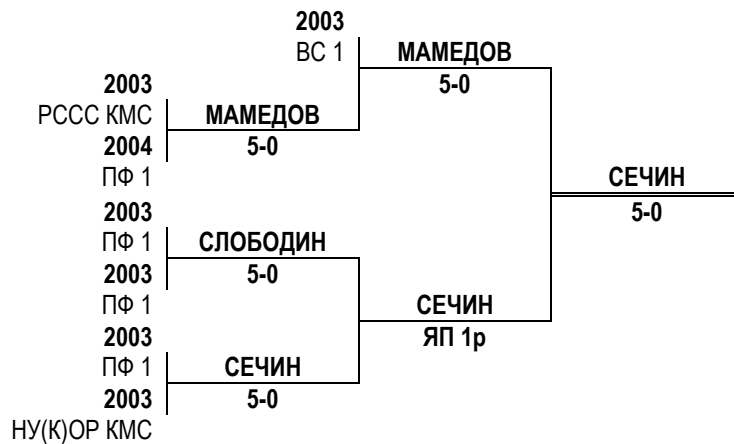 2003
ВС 1
МАМЕДОВ
5-0
2003
РССС КМС
МАМЕДОВ
2004
5-0
ПФ 1
СЕЧИН
5-0
2003
ПФ 1
СЛОБОДИН
2003
5-0
ПФ 1
СЕЧИН
ЯП 1р
2003
ПФ 1
СЕЧИН
2003
5-0
НУ(К)ОР КМС